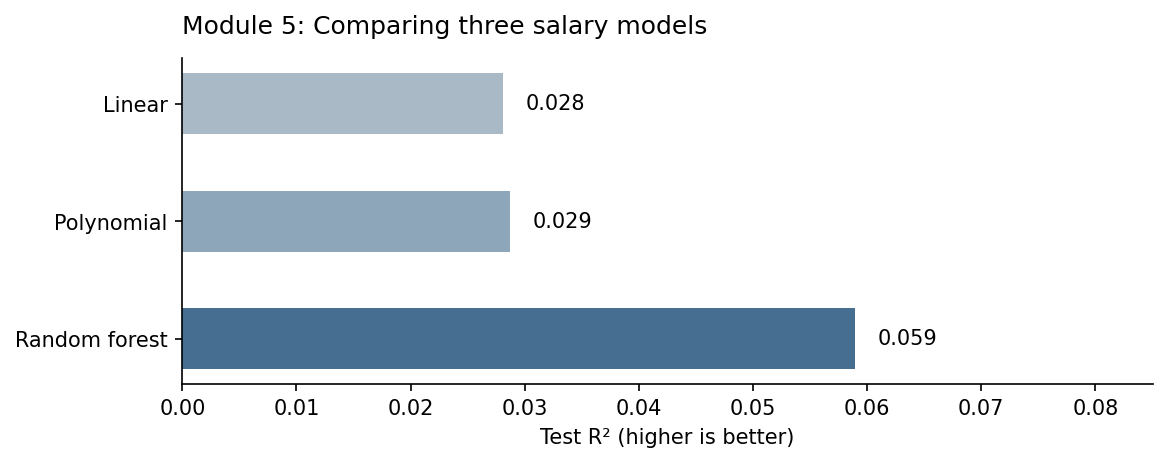 Module 5: Comparing three salary models
Linear
0.028
Polynomial
0.029
Random forest
0.059
0.00 0.01 0.02 0.03 0.04 0.05 0.06 0.07 0.08
Test R² (higher is better)